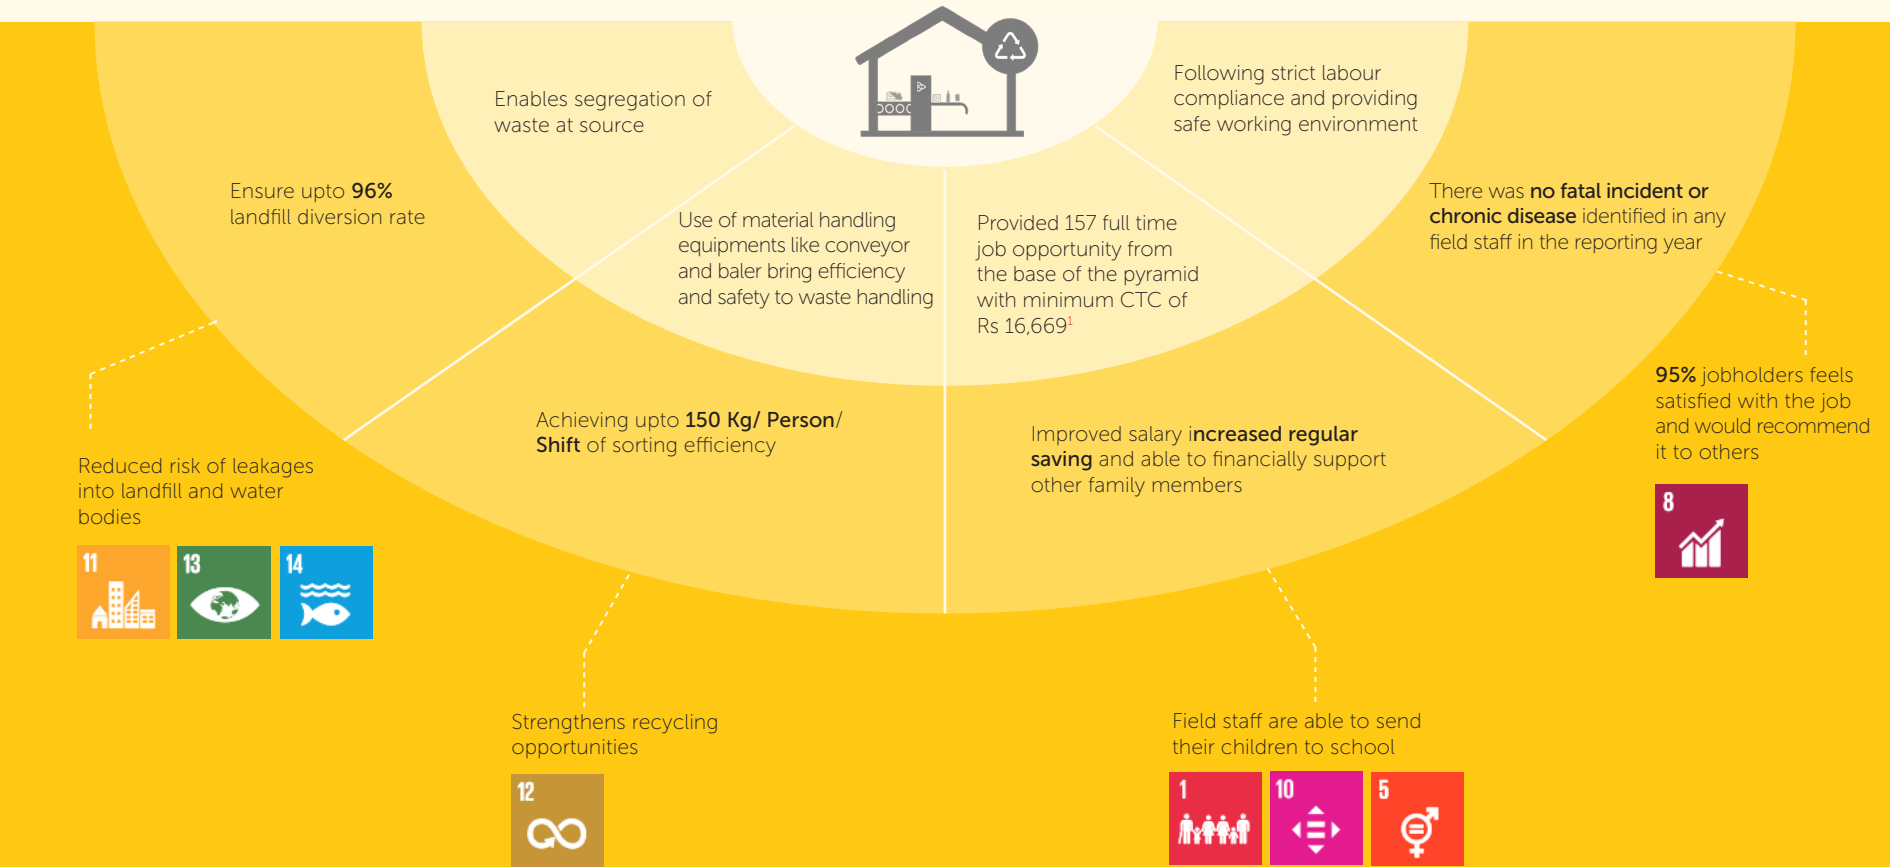 Enables segregation of
waste at source
Following strict labour
compliance and providing
safe working environment
Ensure upto 96%
landfill diversion rate
Use of material handling
equipments like conveyor
and baler bring efficiency
and safety to waste handling
Provided 157 full time
job opportunity from
the base of the pyramid
with minimum CTC of
Rs 16,669¹
There was no fatal incident or
chronic disease identified in any
field staff in the reporting year
Achieving upto 150 Kg/ Person/
Shift of sorting efficiency
Improved salary increased regular
saving and able to financially support
other family members
Reduced risk of leakages
into landfill and water
bodies
11
13
14
95% jobholders feels
satisfied with the job
and would recommend
it to others
8
Strengthens recycling
opportunities
12
Field staff are able to send
their children to school
1
10
5